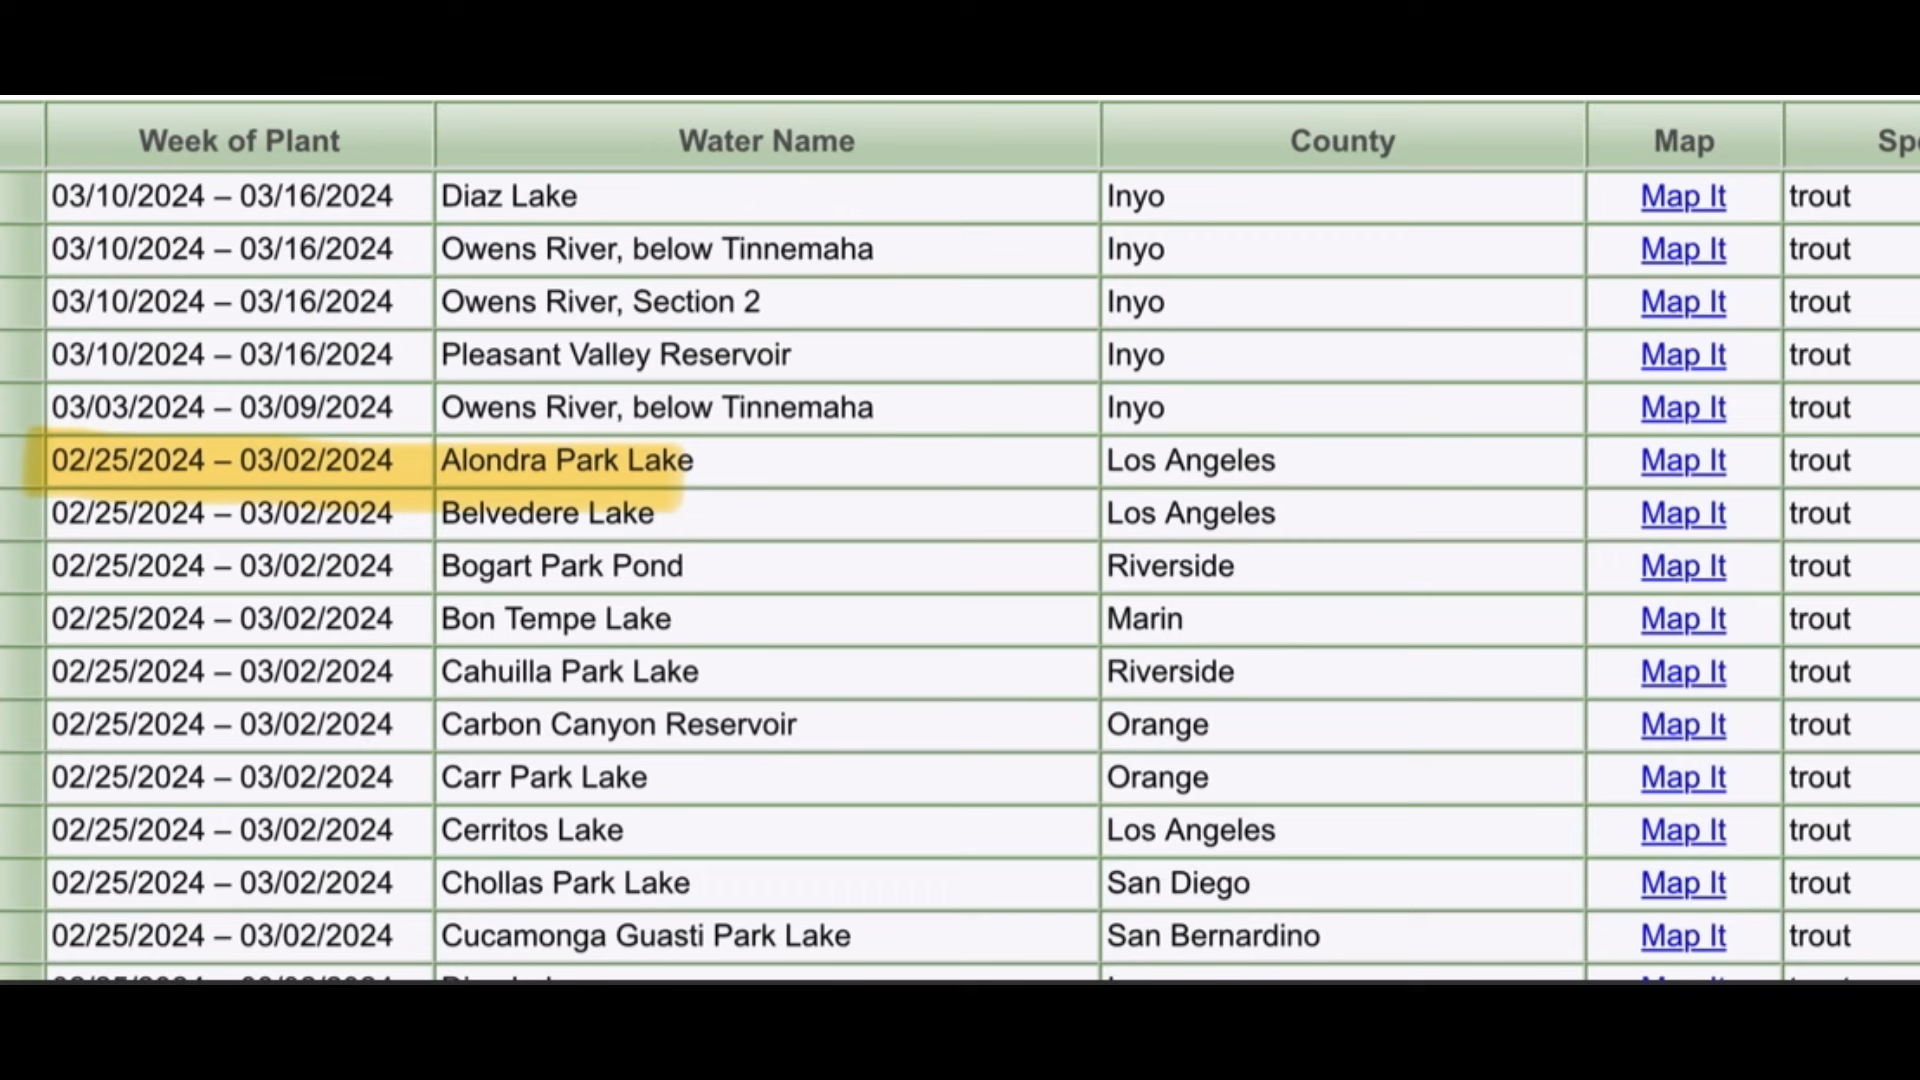 Week of Plant Water Name County Map
03/10/2024 – 03/16/2024 Diaz Lake Inyo Map It trout
03/10/2024 – 03/16/2024 Owens River, below Tinnemaha Inyo Map It trout
03/10/2024 – 03/16/2024 Owens River, Section 2 Inyo Map It trout
03/10/2024 – 03/16/2024 Pleasant Valley Reservoir Inyo Map It trout
03/03/2024 – 03/09/2024 Owens River, below Tinnemaha Inyo Map It trout
02/25/2024 – 03/02/2024 Alondra Park Lake Los Angeles Map It trout
02/25/2024 – 03/02/2024 Belvedere Lake Los Angeles Map It trout
02/25/2024 – 03/02/2024 Bogart Park Pond Riverside Map It trout
02/25/2024 – 03/02/2024 Bon Tempe Lake Marin Map It trout
02/25/2024 – 03/02/2024 Cahuilla Park Lake Riverside Map It trout
02/25/2024 – 03/02/2024 Carbon Canyon Reservoir Orange Map It trout
02/25/2024 – 03/02/2024 Carr Park Lake Orange Map It trout
02/25/2024 – 03/02/2024 Cerritos Lake Los Angeles Map It trout
02/25/2024 – 03/02/2024 Chollas Park Lake San Diego Map It trout
02/25/2024 – 03/02/2024 Cucamonga Guasti Park Lake San Bernardino Map It trout